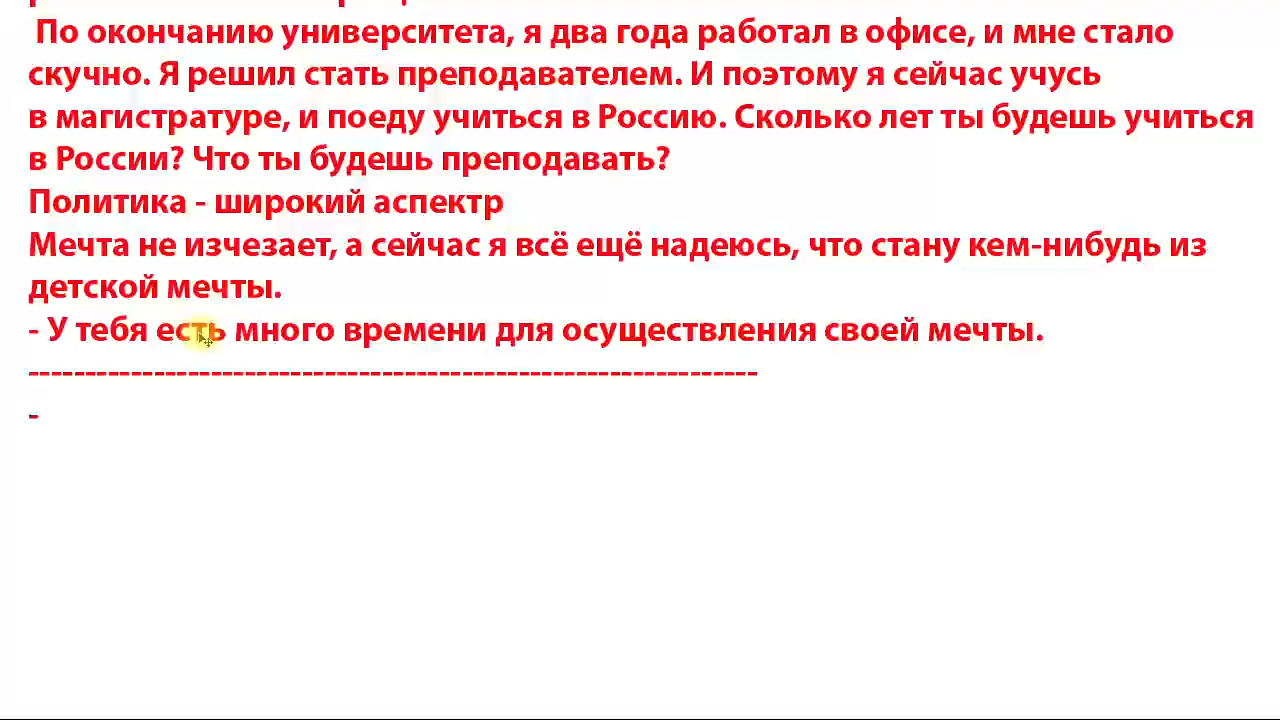 По окончанию университета, я два года работал в офисе, и мне стало
скучно. Я решил стать преподавателем. И поэтому я сейчас учусь
в магистратуре, и поеду учиться в Россию. Сколько лет ты будешь учиться
в России? Что ты будешь преподавать?
Политика - широкий аспектр
Мечта не изчезает, а сейчас я всё ещё надеюсь, что стану кем-нибудь из
детской мечты.
- У тебя есть много времени для осуществления своей мечты.
----------------------------------------------------------------
-